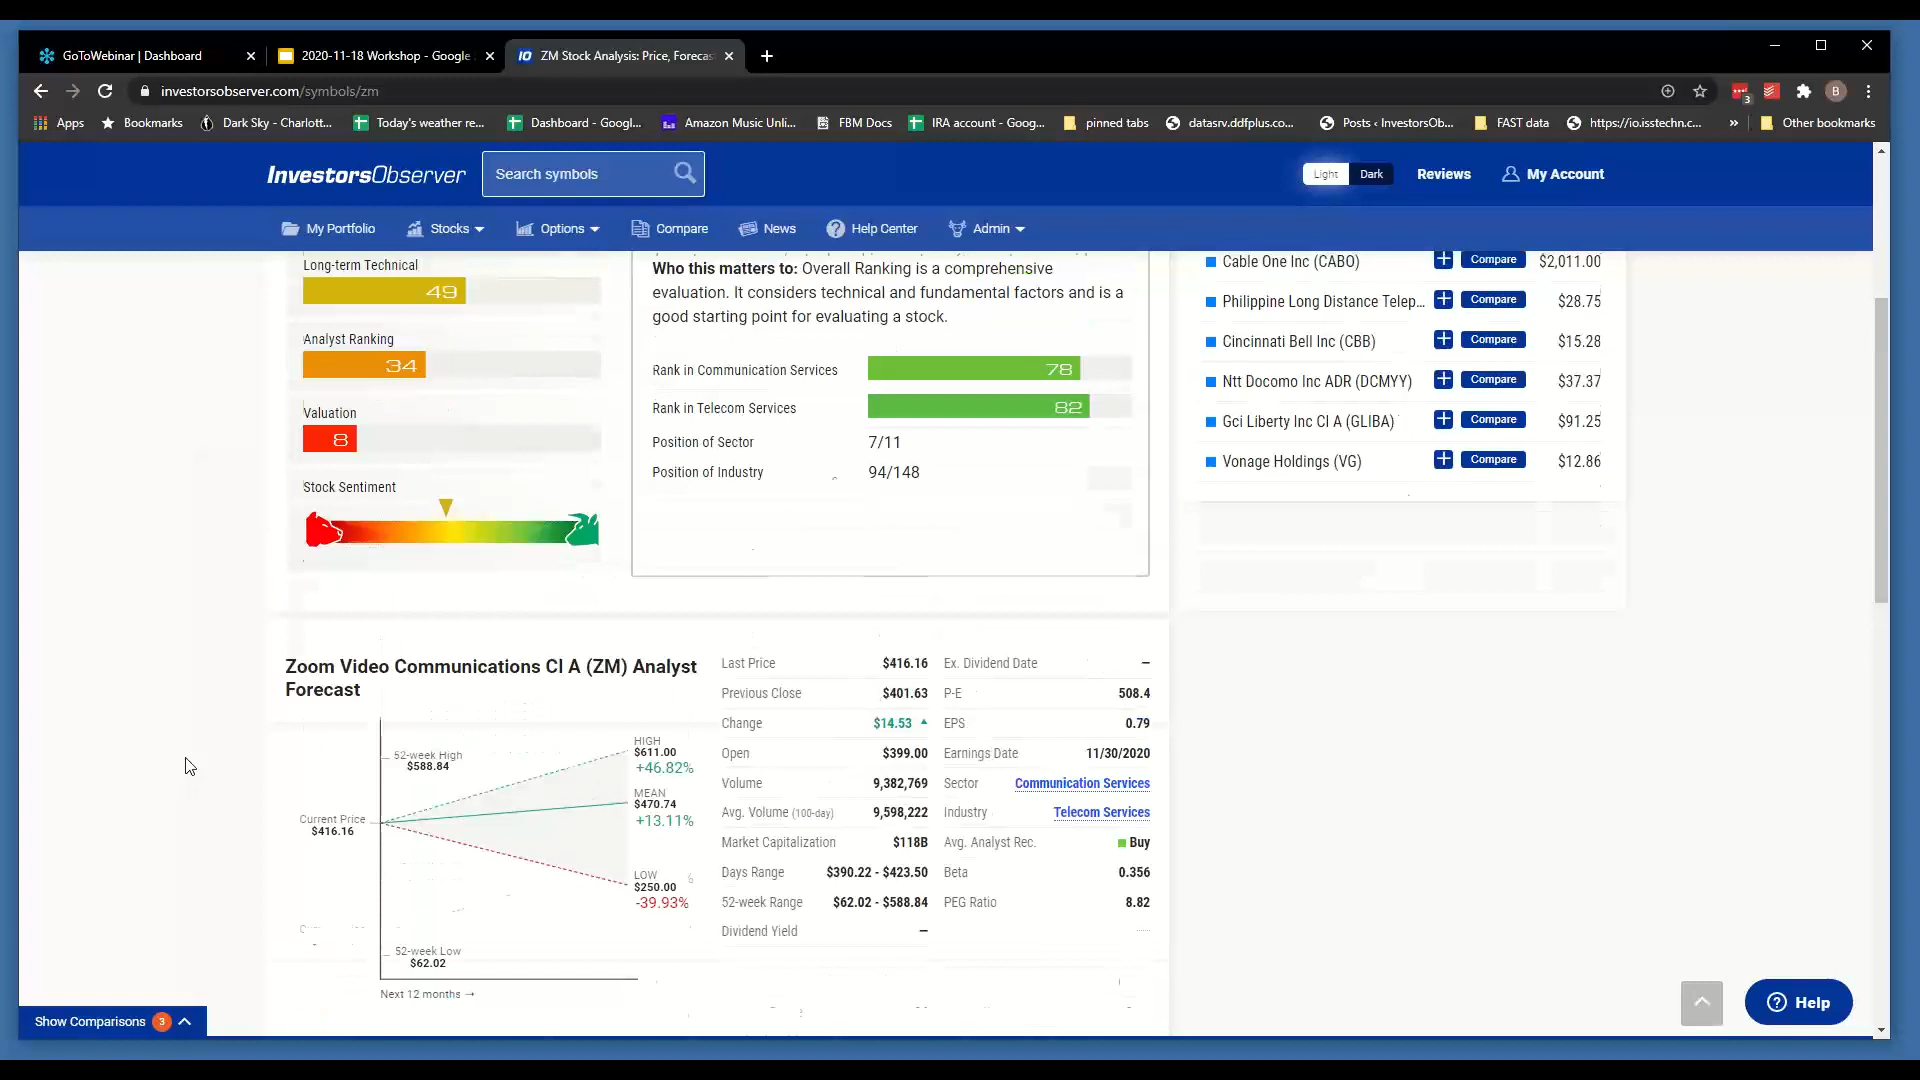 GoToWebinar | Dashboard
2020-11-18 Workshop - Google
IO ZM Stock Analysis: Price, Forecas
investorsobserver.com/symbols/zm
3
B
Apps
Bookmarks
Dark Sky - Charlott...
Today's weather re...
Dashboard - Googl...
Amazon Music Unli...
FBM Docs
IRA account - Goog...
pinned tabs
datasrv.ddfplus.co...
Posts ‹ InvestorsOb...
FAST data
https://io.isstechn.c...
»
Other bookmarks
InvestorsObserver
Search symbols
Light
Dark
Reviews
My Account
My Portfolio
Stocks
Options
Compare
News
Help Center
Admin
Long-term Technical
49
Analyst Ranking
34
Valuation
8
Stock Sentiment
Who this matters to: Overall Ranking is a comprehensive
evaluation. It considers technical and fundamental factors and is a
good starting point for evaluating a stock.
Rank in Communication Services 78
Rank in Telecom Services 82
Position of Sector 7/11
Position of Industry 94/148
Cable One Inc (CABO) Compare $2,011.00
Philippine Long Distance Telep... Compare $28.75
Cincinnati Bell Inc (CBB) Compare $15.28
Ntt Docomo Inc ADR (DCMYY) Compare $37.37
Gci Liberty Inc Cl A (GLIBA) Compare $91.25
Vonage Holdings (VG) Compare $12.86
Zoom Video Communications Cl A (ZM) Analyst
Forecast
52-week High
$588.84
Current Price
$416.16
52-week Low
$62.02
HIGH
$611.00
+46.82%
MEAN
$470.74
+13.11%
LOW
$250.00
-39.93%
Next 12 months →
Last Price $416.16
Previous Close $401.63
Change $14.53
Open $399.00
Volume 9,382,769
Avg. Volume (100-day) 9,598,222
Market Capitalization $118B
Days Range $390.22 - $423.50
52-week Range $62.02 - $588.84
Dividend Yield –
Ex. Dividend Date –
P-E 508.4
EPS 0.79
Earnings Date 11/30/2020
Sector Communication Services
Industry Telecom Services
Avg. Analyst Rec. Buy
Beta 0.356
PEG Ratio 8.82
Show Comparisons 3
Help